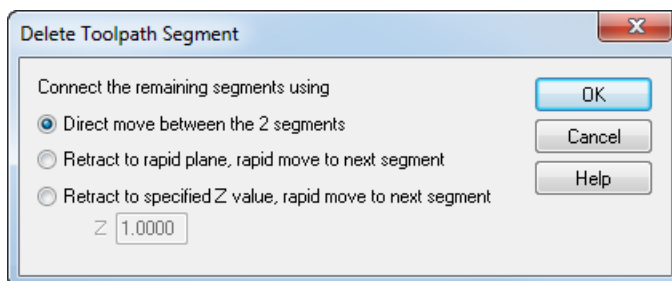 Delete Toolpath Segment
Connect the remaining segments using
Direct move between the 2 segments
Retract to rapid plane, rapid move to next segment
Retract to specified Z value, rapid move to next segment
Z 1.0000
OK
Cancel
Help